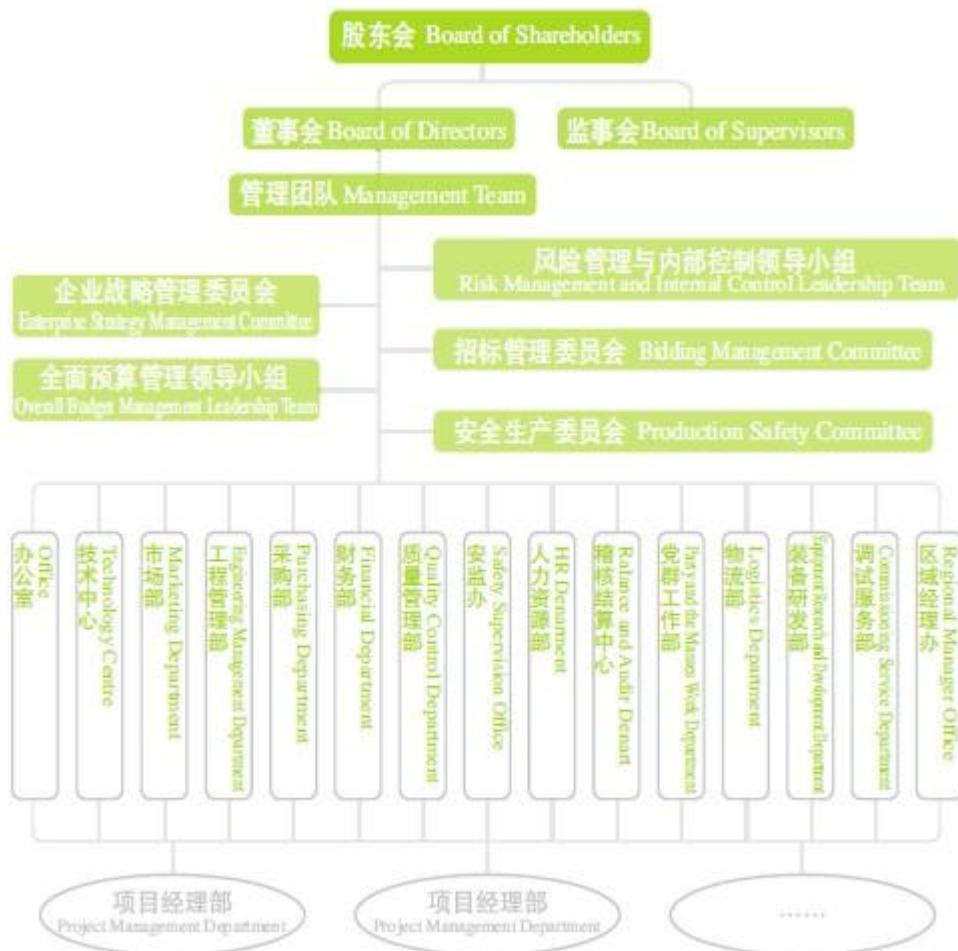 股东会 Board of Shareholders
董事会 Board of Directors
监事会 Board of Supervisors
管理团队 Management Team
风险管理与内部控制领导小组
Risk Management and Internal Control Leadership Team
企业战略管理委员会
Enterprise Strategy Management Committee
招标管理委员会 Bidding Management Committee
全面预算管理领导小组
Overall Budget Management Leadership Team
安全生产委员会 Production Safety Committee
Office
办公室
Technology Centre
技术中心
Marketing Department
市场部
Engineering Management Department
工程管理部
Purchasing Department
采购部
Financial Department
财务部
Quality Control Department
质量管理部
Safety Supervision Office
安监办
HR Denamment
人力资源部
Balance and Audir Denart
稽核结算中心
Party and the Masses Work Department
党群工作部
Logistics Department
物流部
Equipment Research and Development Department
装备研发部
Commissioning Service Department
调试服务部
Regional Manager Office
区域经理办
项目经理部
Project Management Department
项目经理部
Project Management Department
……